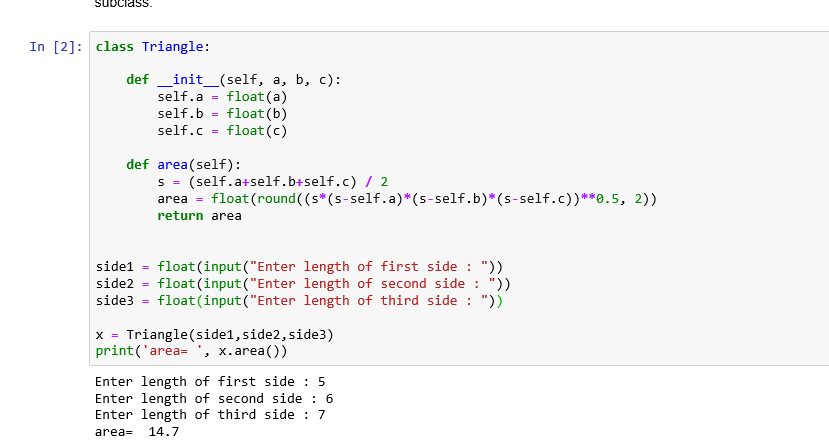 subclass.
In [2]: class Triangle:
def __init__(self, a, b, c):
self.a = float(a)
self.b = float(b)
self.c = float(c)
def area(self):
s = (self.a+self.b+self.c) / 2
area = float(round((s*(s-self.a)*(s-self.b)*(s-self.c))**0.5, 2))
return area
side1 = float(input("Enter length of first side : "))
side2 = float(input("Enter length of second side : "))
side3 = float(input("Enter length of third side : "))
x = Triangle(side1,side2,side3)
print('area= ', x.area())
Enter length of first side : 5
Enter length of second side : 6
Enter length of third side : 7
area=  14.7